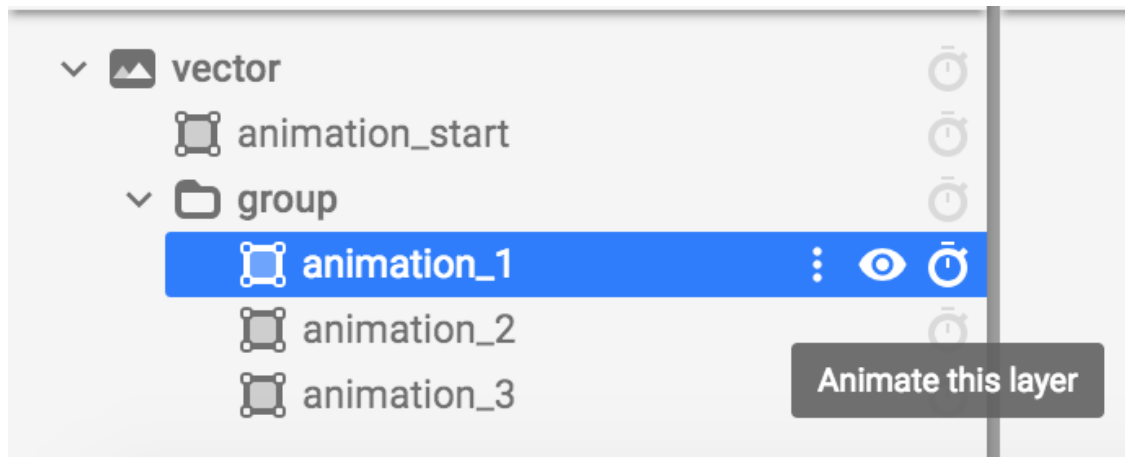 vector
animation_start
group
animation_1
animation_2
animation_3
Animate this layer